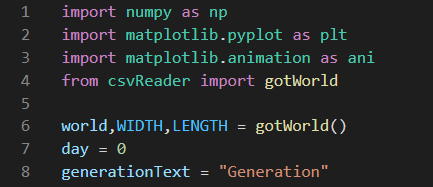 1 import numpy as np
2 import matplotlib.pyplot as plt
3 import matplotlib.animation as ani
4 from csvReader import gotWorld
5
6 world,WIDTH,LENGTH = gotWorld()
7 day = 0
8 generationText = "Generation"